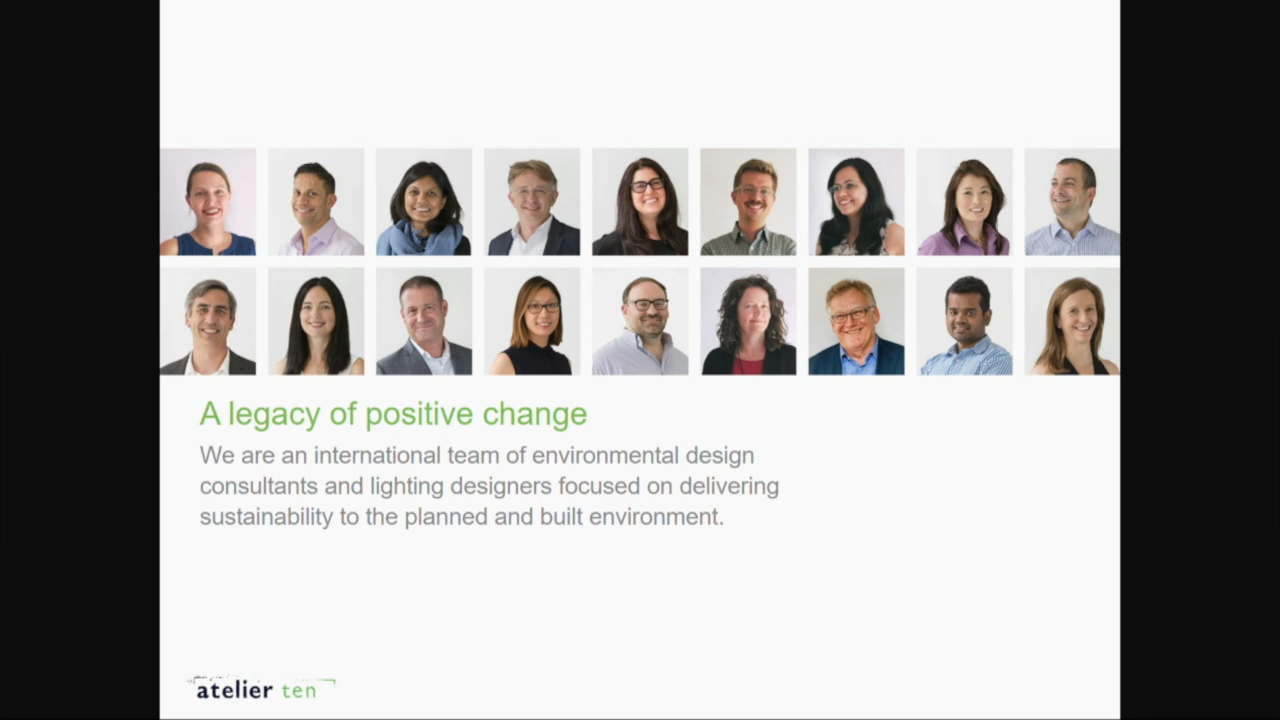 A legacy of positive change
We are an international team of environmental design
consultants and lighting designers focused on delivering
sustainability to the planned and built environment.
atelier ten